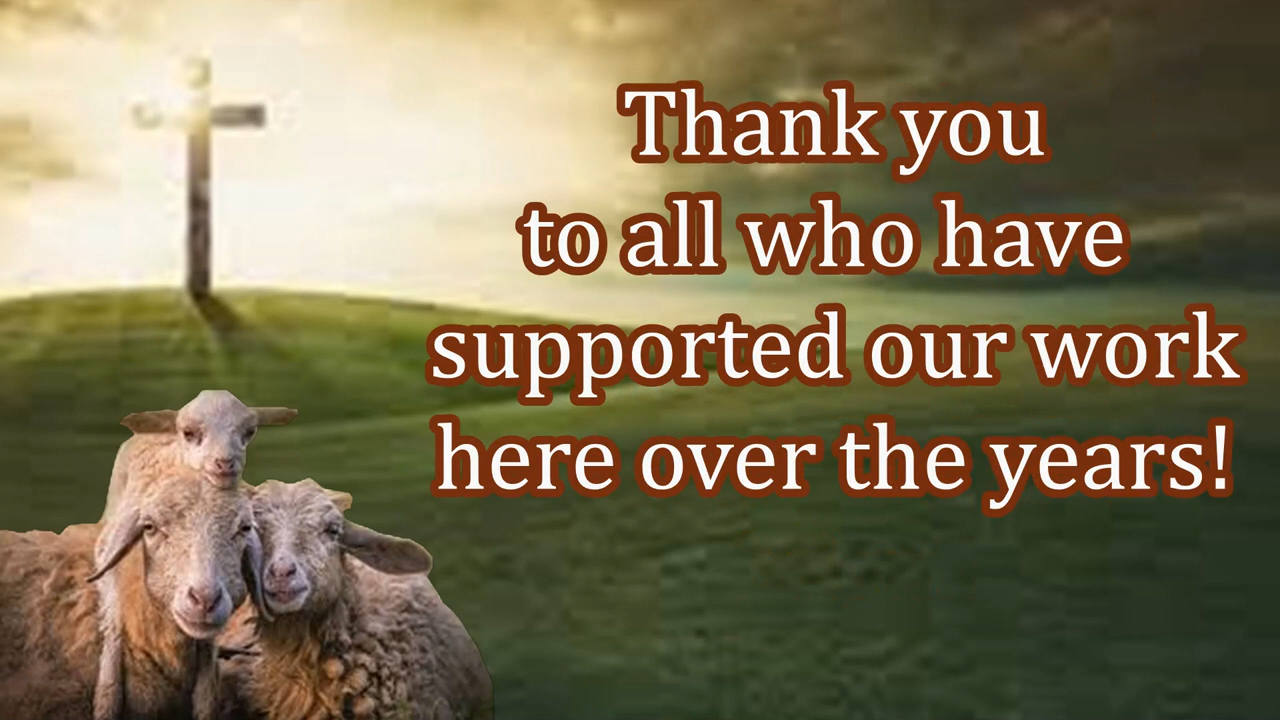 Thank you
to all who have
supported our work
here over the years!